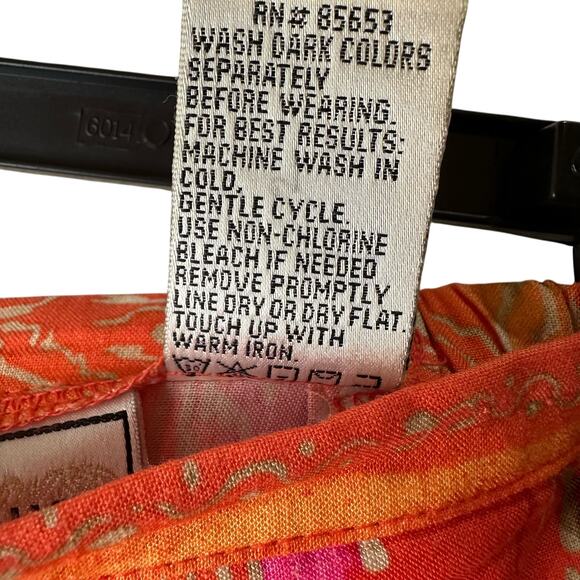 RN# 85653
WASH DARK COLORS
SEPARATELY
BEFORE WEARING.
FOR BEST RESULTS:
MACHINE WASH IN
COLD,
GENTLE CYCLE.
USE NON-CHLORINE
BLEACH IF NEEDED
REMOVE PROMPTLY
LINE DRY OR DRY FLAT.
TOUCH UP WITH
WARM IRON.
6014